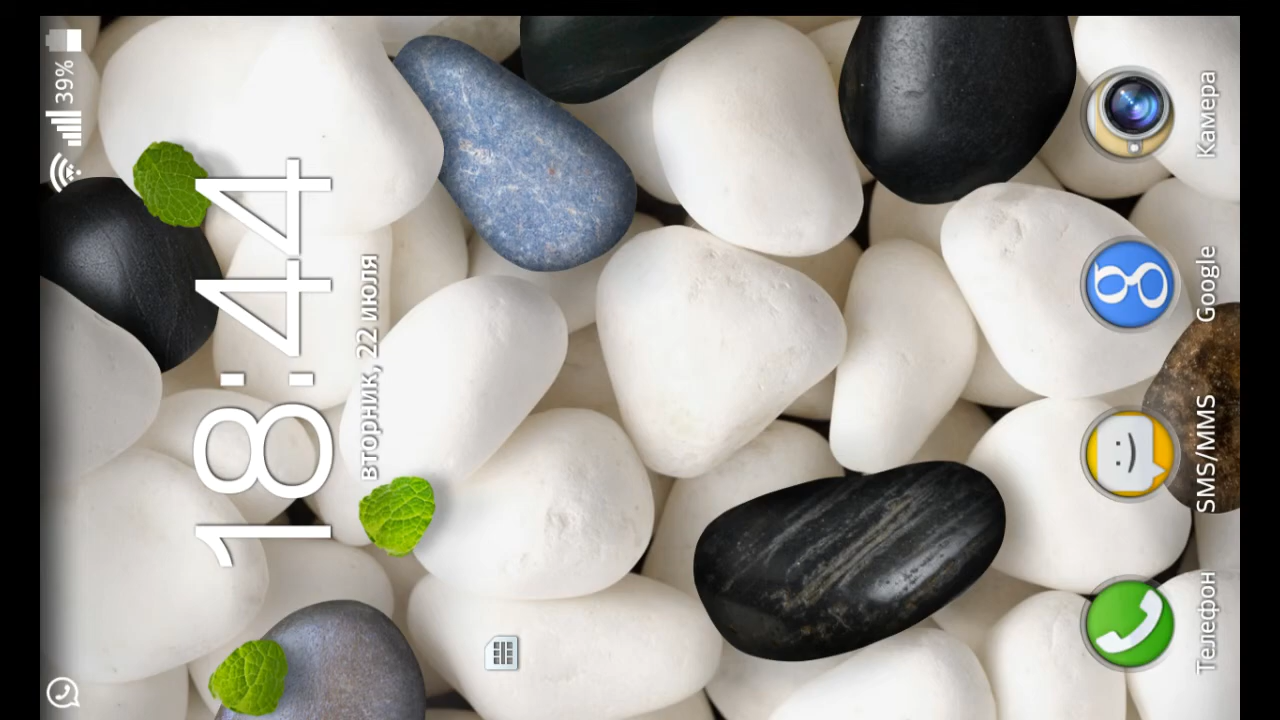 39%
18:44
вторник, 22 июля
Телефон
SMS/MMS
Google
Камера